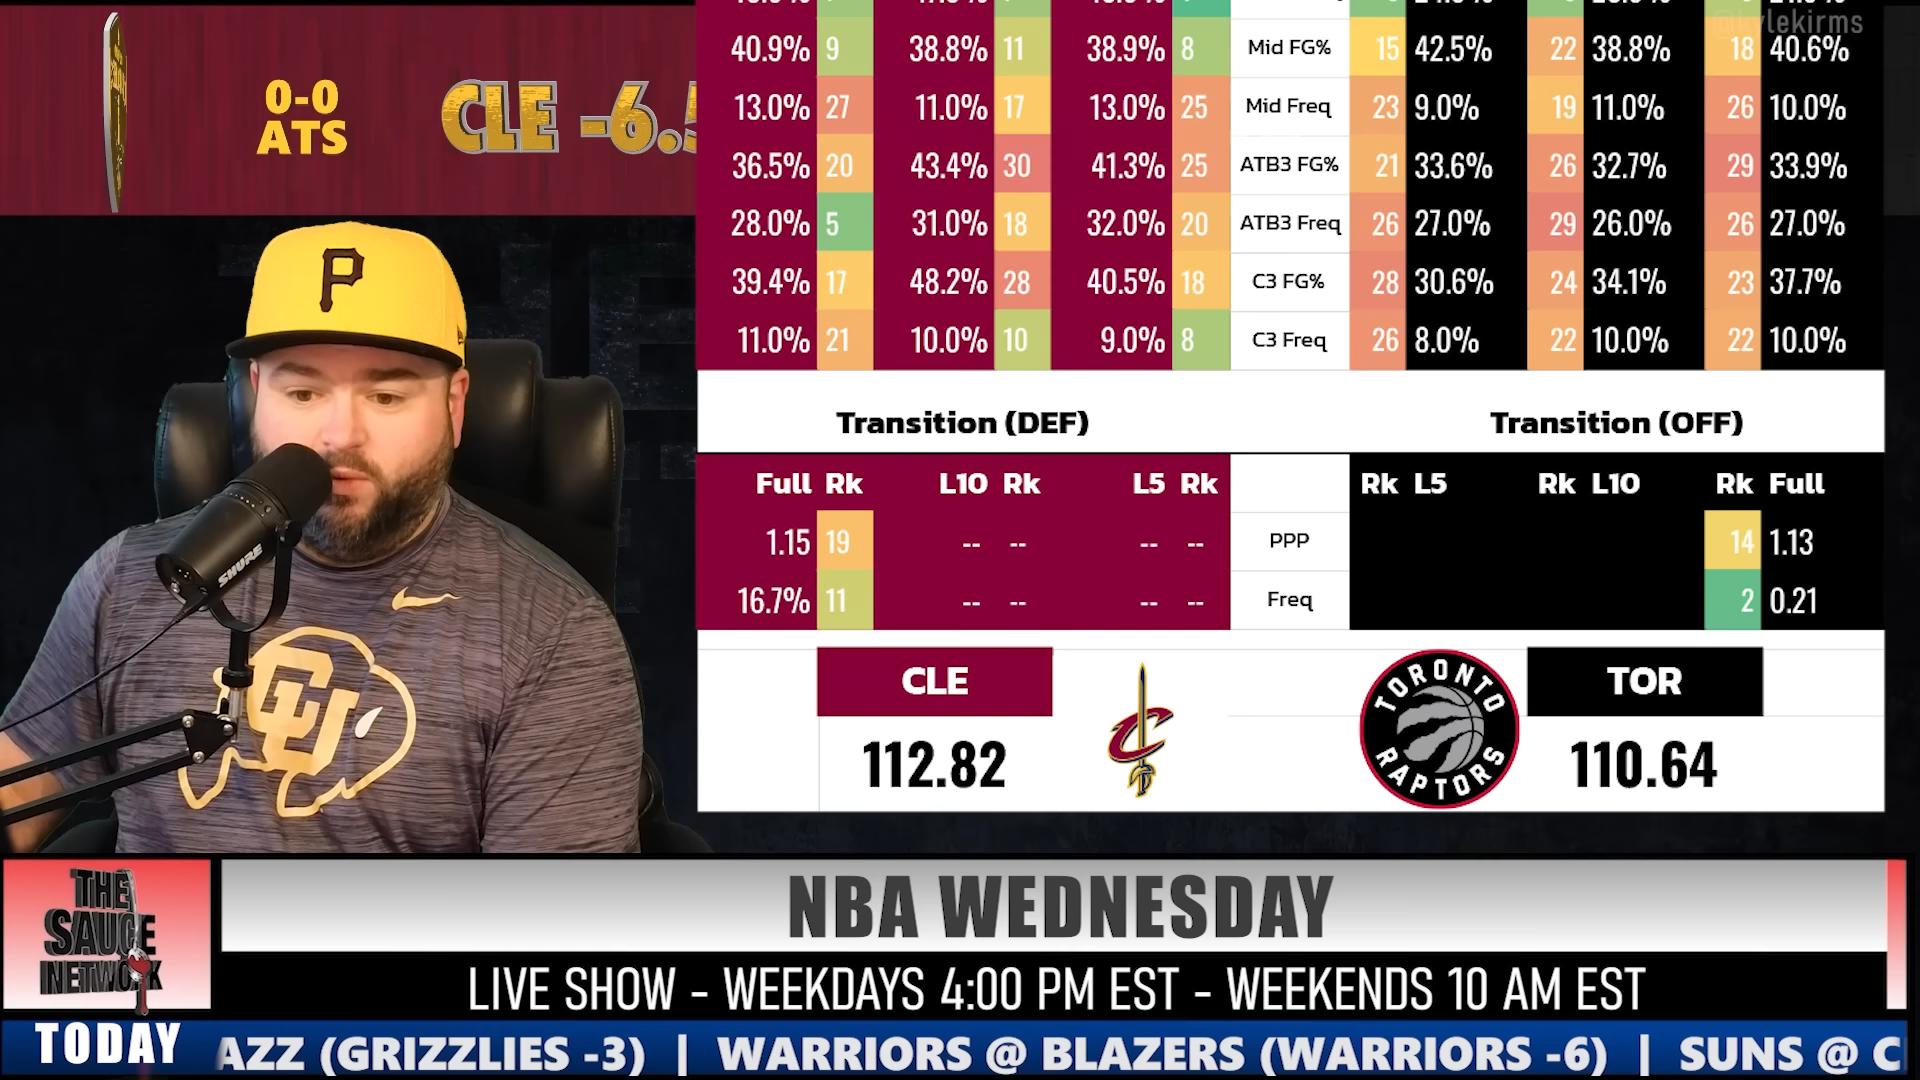 @kylekirms
0-0
ATS
CLE -6.5
40.9% 9 38.8% 11 38.9% 8 Mid FG% 15 42.5% 22 38.8% 18 40.6%
13.0% 27 11.0% 17 13.0% 25 Mid Freq 23 9.0% 19 11.0% 26 10.0%
36.5% 20 43.4% 30 41.3% 25 ATB3 FG% 21 33.6% 26 32.7% 29 33.9%
28.0% 5 31.0% 18 32.0% 20 ATB3 Freq 26 27.0% 29 26.0% 26 27.0%
39.4% 17 48.2% 28 40.5% 18 C3 FG% 28 30.6% 24 34.1% 23 37.7%
11.0% 21 10.0% 10 9.0% 8 C3 Freq 26 8.0% 22 10.0% 22 10.0%
Transition (DEF) Transition (OFF)
Full Rk L10 Rk L5 Rk Rk L5 Rk L10 Rk Full
1.15 19 -- -- -- -- PPP 14 1.13
16.7% 11 -- -- -- -- Freq 2 0.21
CLE TOR
112.82 110.64
TORONTO
RAPTORS
P
SHURE
CU
THE
SAUCE
NETWORK
NBA WEDNESDAY
LIVE SHOW - WEEKDAYS 4:00 PM EST - WEEKENDS 10 AM EST
TODAY
AZZ (GRIZZLIES -3) | WARRIORS @ BLAZERS (WARRIORS -6) | SUNS @ C